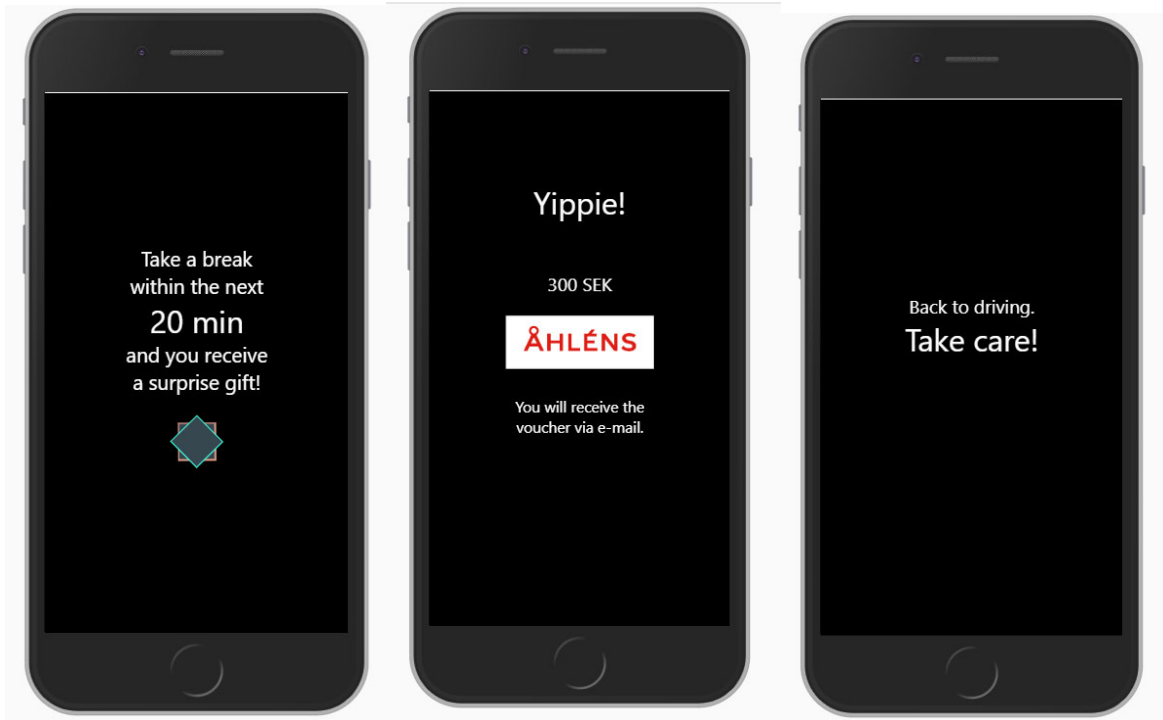 Take a break
within the next
20 min
and you receive
a surprise gift!
Yippie!
300 SEK
ÅHLÉNS
You will receive the
voucher via e-mail.
Back to driving.
Take care!